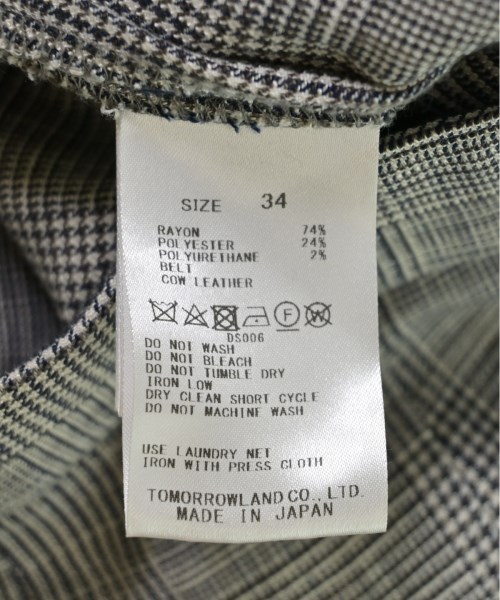 SIZE 34
RAYON 74%
POLYESTER 24%
POLYURETHANE 2%
BELT
COW LEATHER
DS006
DO NOT WASH
DO NOT BLEACH
DO NOT TUMBLE DRY
IRON LOW
DRY CLEAN SHORT CYCLE
DO NOT MACHINE WASH
USE LAUNDRY NET
IRON WITH PRESS CLOTH
TOMORROWLAND CO., LTD.
MADE IN JAPAN